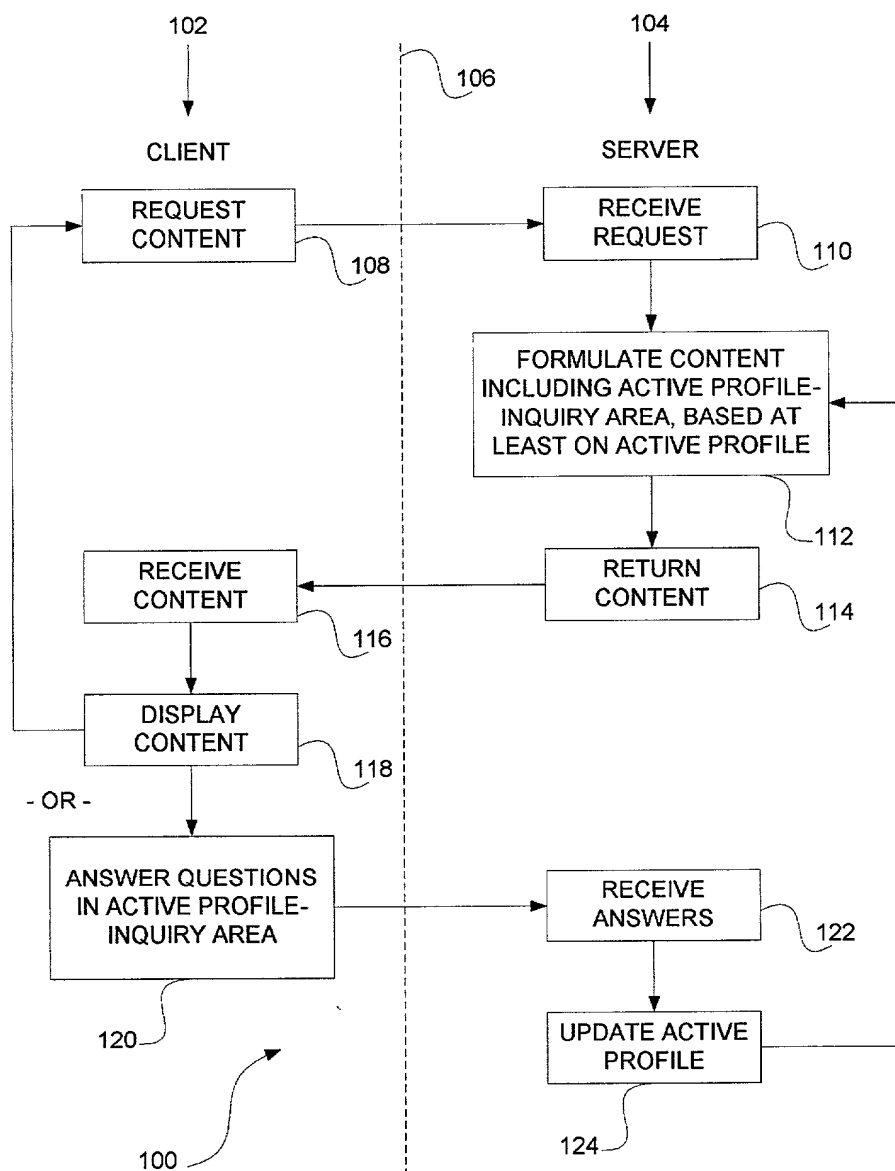 102
104
106
CLIENT
SERVER
REQUEST
CONTENT
108
RECEIVE
REQUEST
110
FORMULATE CONTENT
INCLUDING ACTIVE PROFILE-
INQUIRY AREA, BASED AT
LEAST ON ACTIVE PROFILE
112
RECEIVE
CONTENT
116
RETURN
CONTENT
114
DISPLAY
CONTENT
118
- OR -
ANSWER QUESTIONS
IN ACTIVE PROFILE-
INQUIRY AREA
120
RECEIVE
ANSWERS
122
UPDATE ACTIVE
PROFILE
124
100